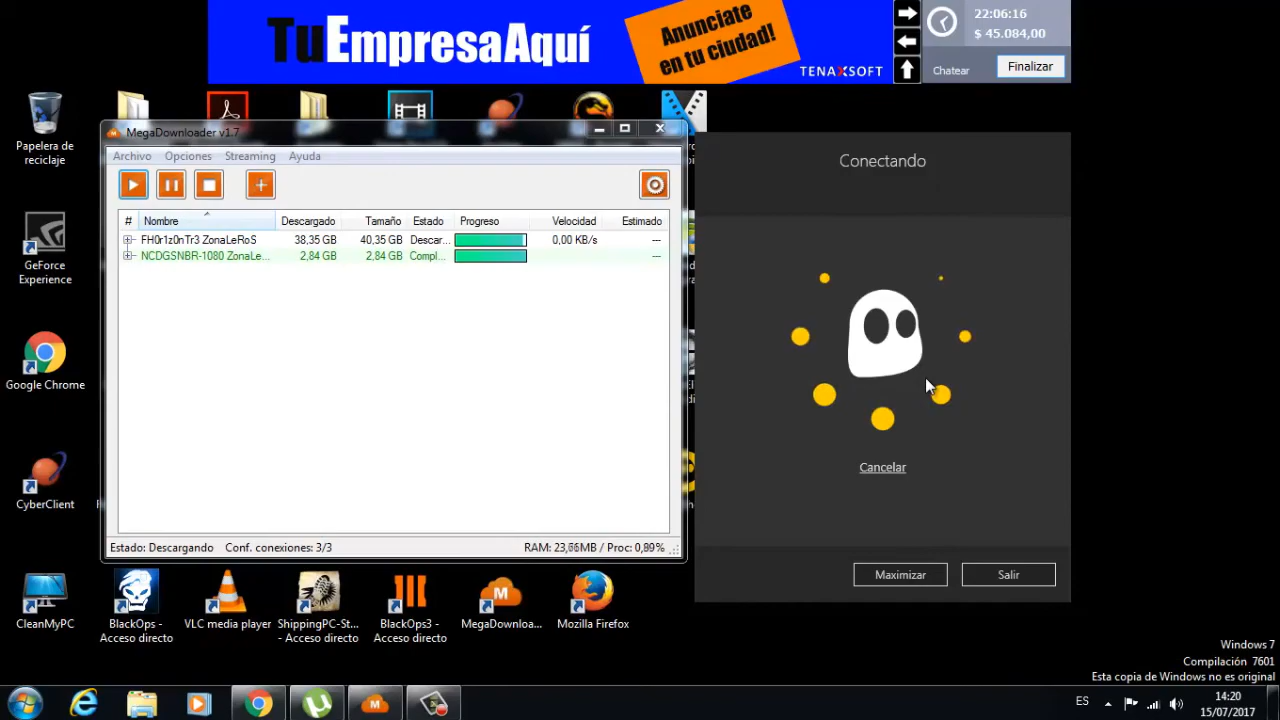 TuEmpresaAquí
Anunciate
en tu ciudad!
TENAXSOFT
22:06:16
$ 45.084,00
Chatear
Finalizar
Papelera de
reciclaje
GeForce
Experience
Google Chrome
CyberClient
CleanMyPC
MegaDownloader v1.7
Archivo Opciones Streaming Ayuda
# Nombre Descargado Tamaño Estado Progreso Velocidad Estimado
FH0r1z0nTr3 ZonaLeRoS 38,35 GB 40,35 GB Descar... 0,00 KB/s ---
NCDGSNBR-1080 ZonaLe... 2,84 GB 2,84 GB Compl... ---
Estado: Descargando Conf. conexiones: 3/3 RAM: 23,66MB / Proc: 0,89%
Conectando
Cancelar
Maximizar
Salir
BlackOps -
Acceso directo
VLC media player
ShippingPC-St...
- Acceso directo
BlackOps3 -
Acceso directo
MegaDownloa...
Mozilla Firefox
Windows 7
Compilación 7601
Esta copia de Windows no es original
ES
14:20
15/07/2017